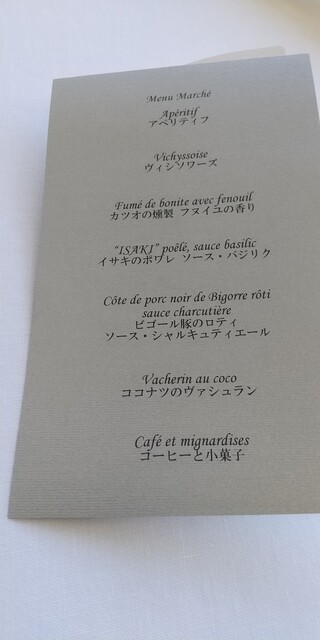 Menu Marché
Apéritif
アペリティフ
Vichyssoise
ヴィシソワーズ
Fumé de bonite avec fenouil
カツオの燻製 フヌイユの香り
“ISAKI” poêlé, sauce basilic
イサキのポワレ ソース・バジリク
Côte de porc noir de Bigorre rôti
sauce charcutière
ビゴール豚のロティ
ソース・シャルキュティエール
Vacherin au coco
ココナツのヴァシュラン
Café et mignardises
コーヒーと小菓子